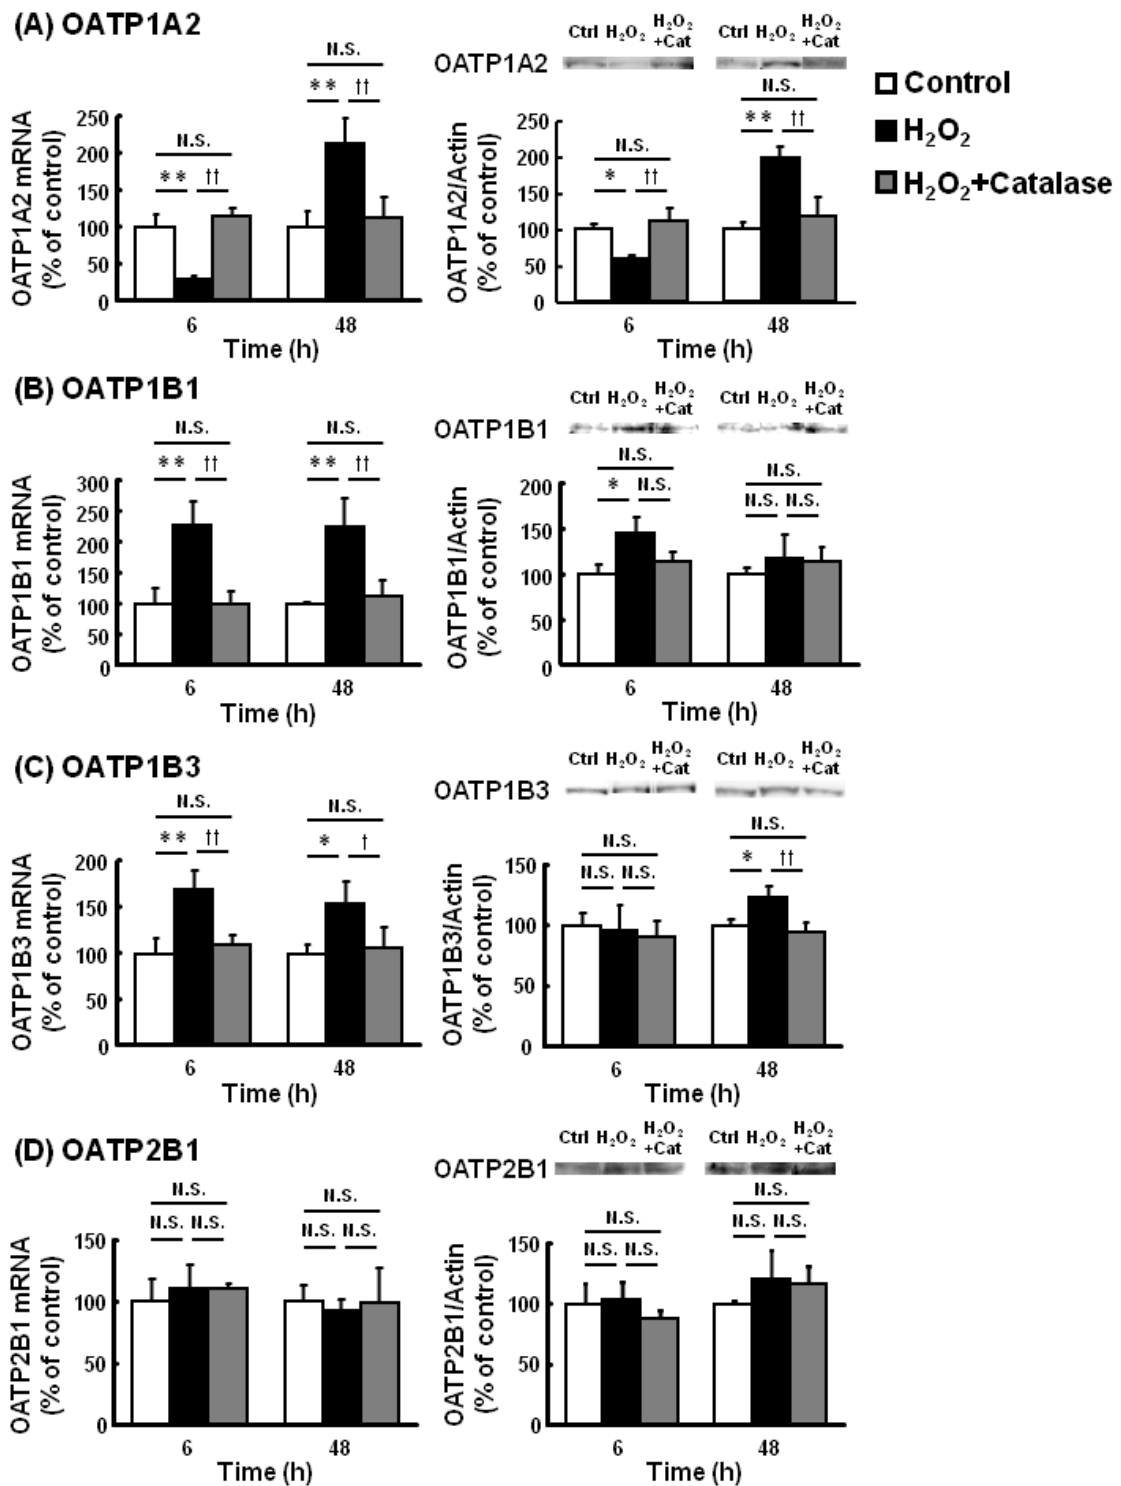 (A) OATP1A2
Ctrl H₂O₂ H₂O₂ +Cat
Ctrl H₂O₂ H₂O₂ +Cat
OATP1A2
Control
H₂O₂
H₂O₂+Catalase
N.S.
** ††
N.S.
** ††
OATP1A2 mRNA
(% of control)
250
200
150
100
50
0
6 48
Time (h)
N.S.
* ††
N.S.
** ††
OATP1A2/Actin
(% of control)
250
200
150
100
50
0
6 48
Time (h)
(B) OATP1B1
Ctrl H₂O₂ H₂O₂ +Cat
Ctrl H₂O₂ H₂O₂ +Cat
OATP1B1
N.S.
** ††
N.S.
** ††
OATP1B1 mRNA
(% of control)
300
250
200
150
100
50
0
6 48
Time (h)
N.S.
* N.S.
N.S.
N.S. N.S.
OATP1B1/Actin
(% of control)
200
150
100
50
0
6 48
Time (h)
(C) OATP1B3
Ctrl H₂O₂ H₂O₂ +Cat
Ctrl H₂O₂ H₂O₂ +Cat
OATP1B3
N.S.
** ††
N.S.
* †
OATP1B3 mRNA
(% of control)
200
150
100
50
0
6 48
Time (h)
N.S.
N.S. N.S.
N.S.
* ††
OATP1B3/Actin
(% of control)
150
100
50
0
6 48
Time (h)
(D) OATP2B1
Ctrl H₂O₂ H₂O₂ +Cat
Ctrl H₂O₂ H₂O₂ +Cat
OATP2B1
N.S.
N.S. N.S.
N.S.
N.S. N.S.
OATP2B1 mRNA
(% of control)
150
100
50
0
6 48
Time (h)
N.S.
N.S. N.S.
N.S.
N.S. N.S.
OATP2B1/Actin
(% of control)
150
100
50
0
6 48
Time (h)